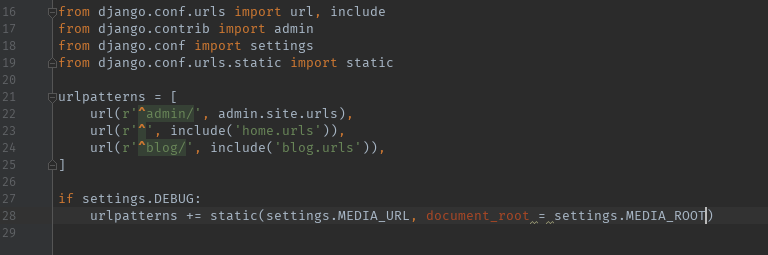 16 from django.conf.urls import url, include
17 from django.contrib import admin
18 from django.conf import settings
19 from django.conf.urls.static import static
20
21 urlpatterns = [
22     url(r'^admin/', admin.site.urls),
23     url(r'^', include('home.urls')),
24     url(r'^blog/', include('blog.urls')),
25 ]
26
27 if settings.DEBUG:
28     urlpatterns += static(settings.MEDIA_URL, document_root = settings.MEDIA_ROOT)
29